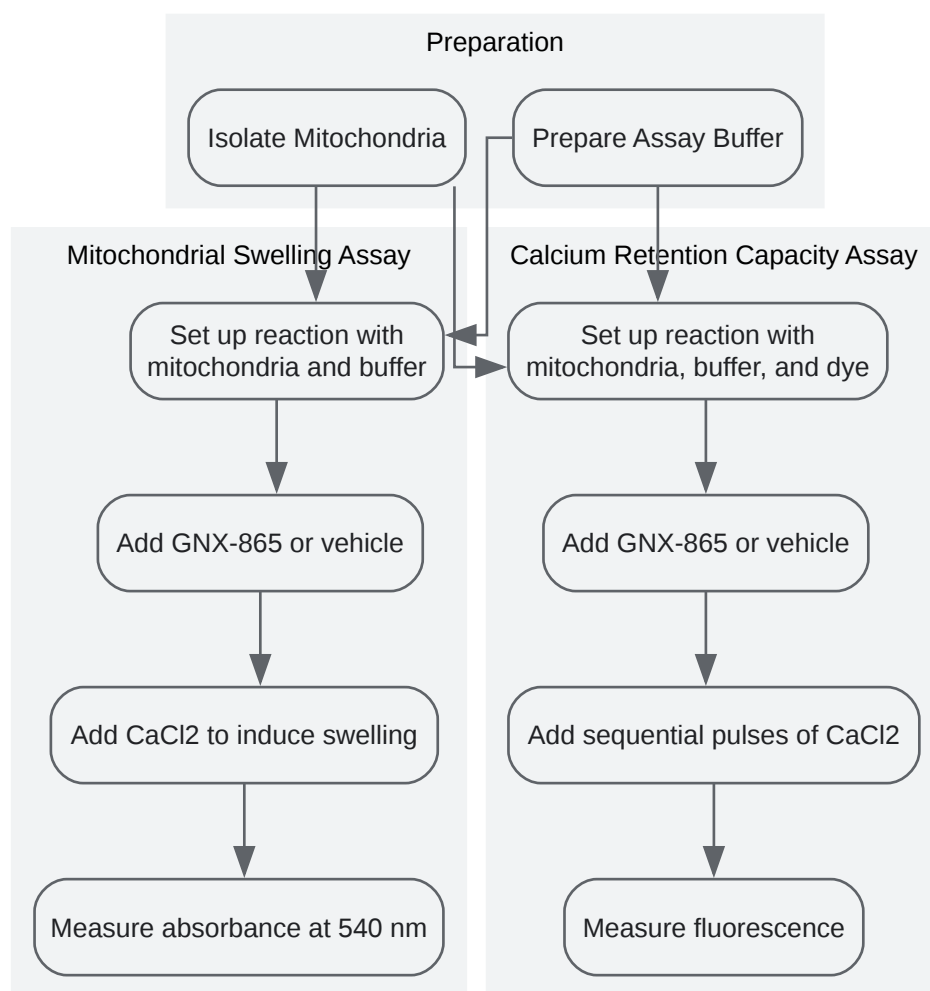 Preparation
Isolate Mitochondria
Prepare Assay Buffer
Mitochondrial Swelling Assay
Set up reaction with
mitochondria and buffer
Add GNX-865 or vehicle
Add CaCl2 to induce swelling
Measure absorbance at 540 nm
Calcium Retention Capacity Assay
Set up reaction with
mitochondria, buffer, and dye
Add GNX-865 or vehicle
Add sequential pulses of CaCl2
Measure fluorescence